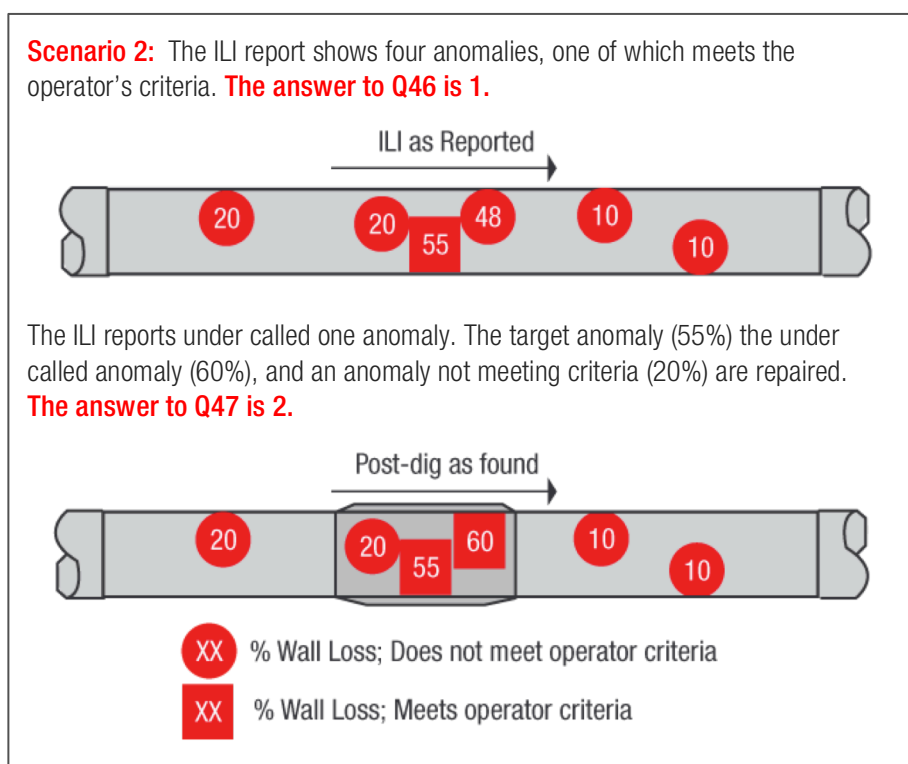 Scenario 2: The ILI report shows four anomalies, one of which meets the
operator's criteria. The answer to Q46 is 1.
ILI as Reported
20
20
55
48
10
10
The ILI reports under called one anomaly. The target anomaly (55%) the under
called anomaly (60%), and an anomaly not meeting criteria (20%) are repaired.
The answer to Q47 is 2.
Post-dig as found
20
20
55
60
10
10
XX % Wall Loss; Does not meet operator criteria
XX % Wall Loss; Meets operator criteria